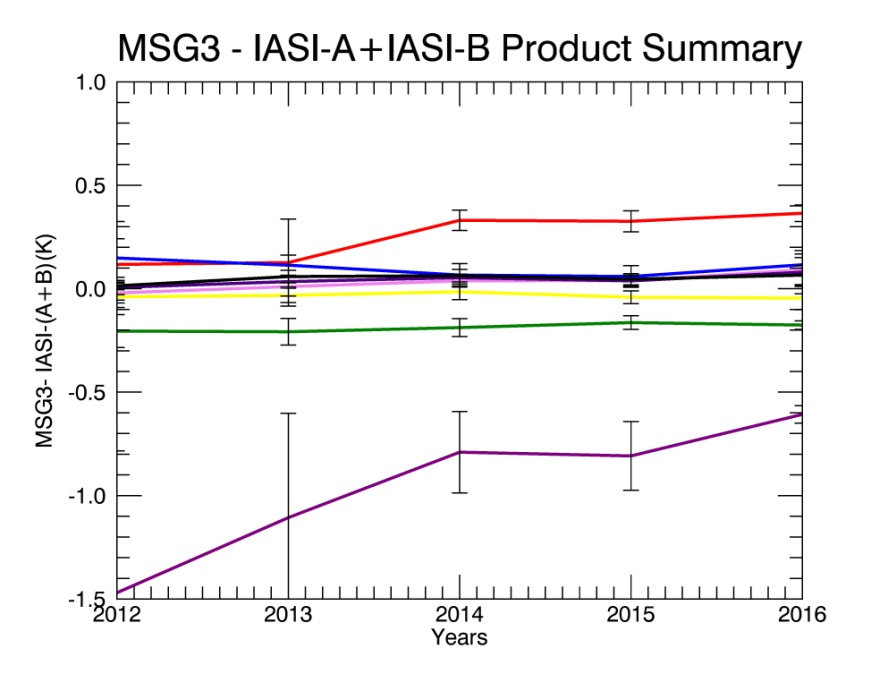 MSG3 - IASI-A+IASI-B Product Summary
1.0
0.5
0.0
-0.5
-1.0
-1.5
MSG3- IASI-(A+B)(K)
2012 2013 2014 2015 2016
Years